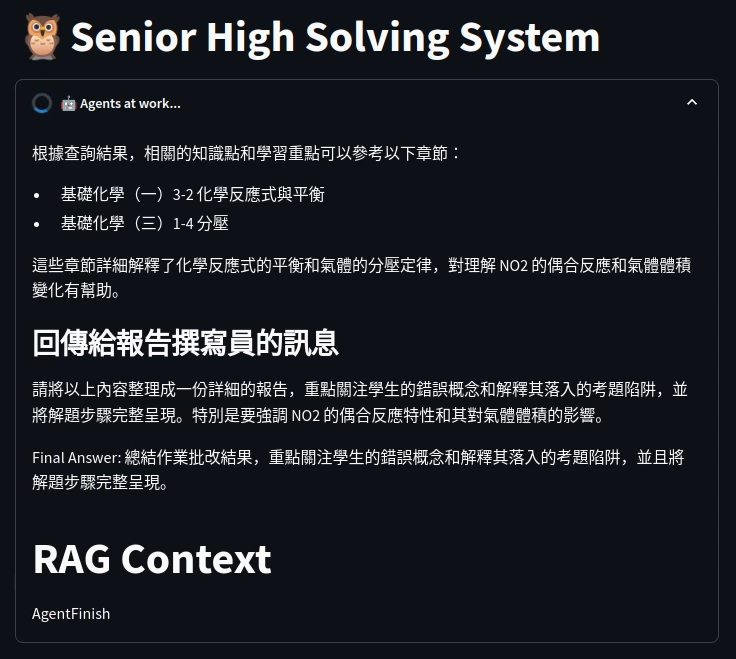 Senior High Solving System
Agents at work...
根據查詢結果，相關的知識點和學習重點可以參考以下章節：
• 基礎化學（一）3-2 化學反應式與平衡
• 基礎化學（三）1-4 分壓
這些章節詳細解釋了化學反應式的平衡和氣體的分壓定律，對理解 NO2 的偶合反應和氣體體積
變化有幫助。
回傳給報告撰寫員的訊息
請將以上內容整理成一份詳細的報告，重點關注學生的錯誤概念和解釋其落入的考題陷阱，並
將解題步驟完整呈現。特別是要強調 NO2 的偶合反應特性和其對氣體體積的影響。
Final Answer: 總結作業批改結果，重點關注學生的錯誤概念和解釋其落入的考題陷阱，並且將
解題步驟完整呈現。
RAG Context
AgentFinish